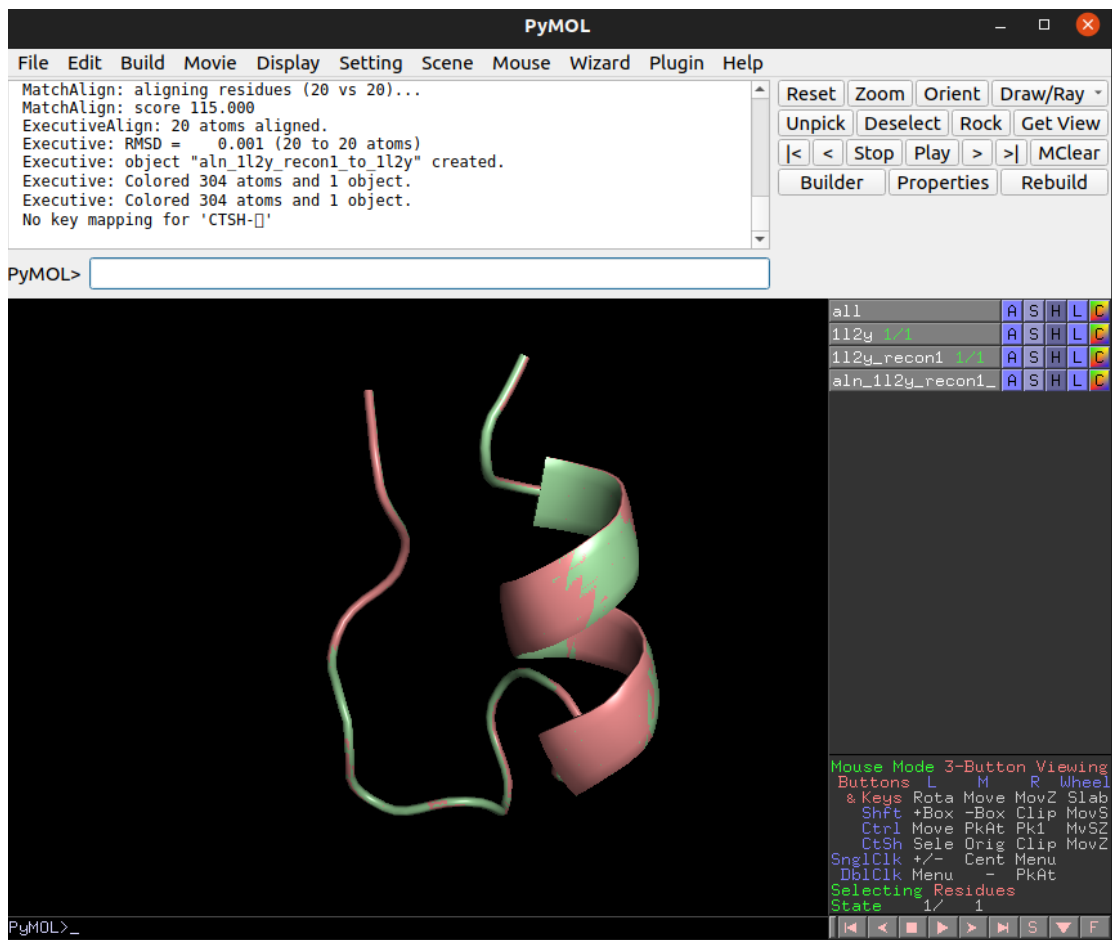 PyMOL
File Edit Build Movie Display Setting Scene Mouse Wizard Plugin Help
MatchAlign: aligning residues (20 vs 20)...
MatchAlign: score 115.000
ExecutiveAlign: 20 atoms aligned.
Executive: RMSD =    0.001 (20 to 20 atoms)
Executive: object "aln_1l2y_recon1_to_1l2y" created.
Executive: Colored 304 atoms and 1 object.
Executive: Colored 304 atoms and 1 object.
No key mapping for 'CTSH-▯'
Reset Zoom Orient Draw/Ray
Unpick Deselect Rock Get View
|< < Stop Play > >| MClear
Builder Properties Rebuild
PyMOL>
all A S H L C
1l2y 1/1 A S H L C
1l2y_recon1 1/1 A S H L C
aln_1l2y_recon1_ A S H L C
Mouse Mode 3-Button Viewing
Buttons L M R Wheel
& Keys Rota Move MovZ Slab
Shft +Box -Box Clip MovS
Ctrl Move PkAt Pk1 MvSZ
CtSh Sele Orig Clip MovZ
SnglClk +/- Cent Menu
DblClk Menu - PkAt
Selecting Residues
State 1/ 1
PyMOL>_
S F